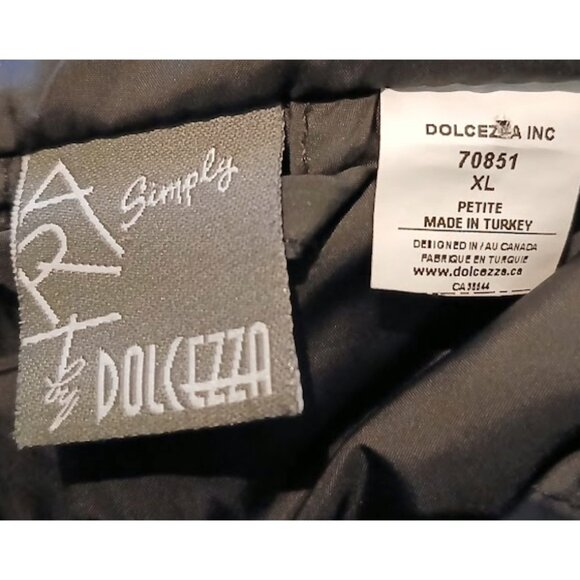 Simply
ART
by
DOLCEZZA
DOLCEZZA INC
70851
XL
PETITE
MADE IN TURKEY
DESIGNED IN/AU CANADA
FABRIQUE EN TURQUIE
www.dolcezza.ca
CA 38544